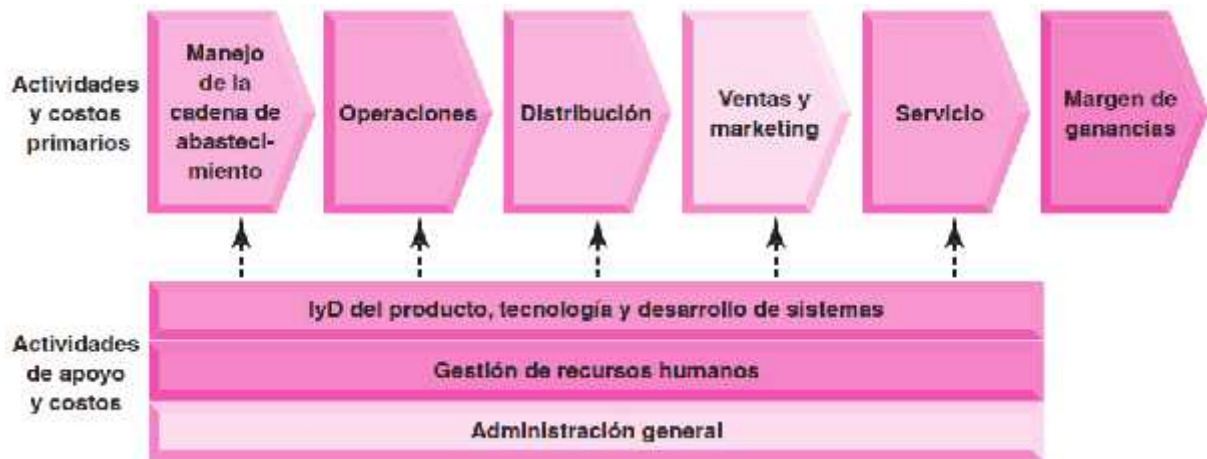 Actividades
y costos
primarios
Manejo
de la
cadena de
abasteci-
miento
Operaciones
Distribución
Ventas y
marketing
Servicio
Margen de
ganancias
Actividades
de apoyo
y costos
IyD del producto, tecnología y desarrollo de sistemas
Gestión de recursos humanos
Administración general